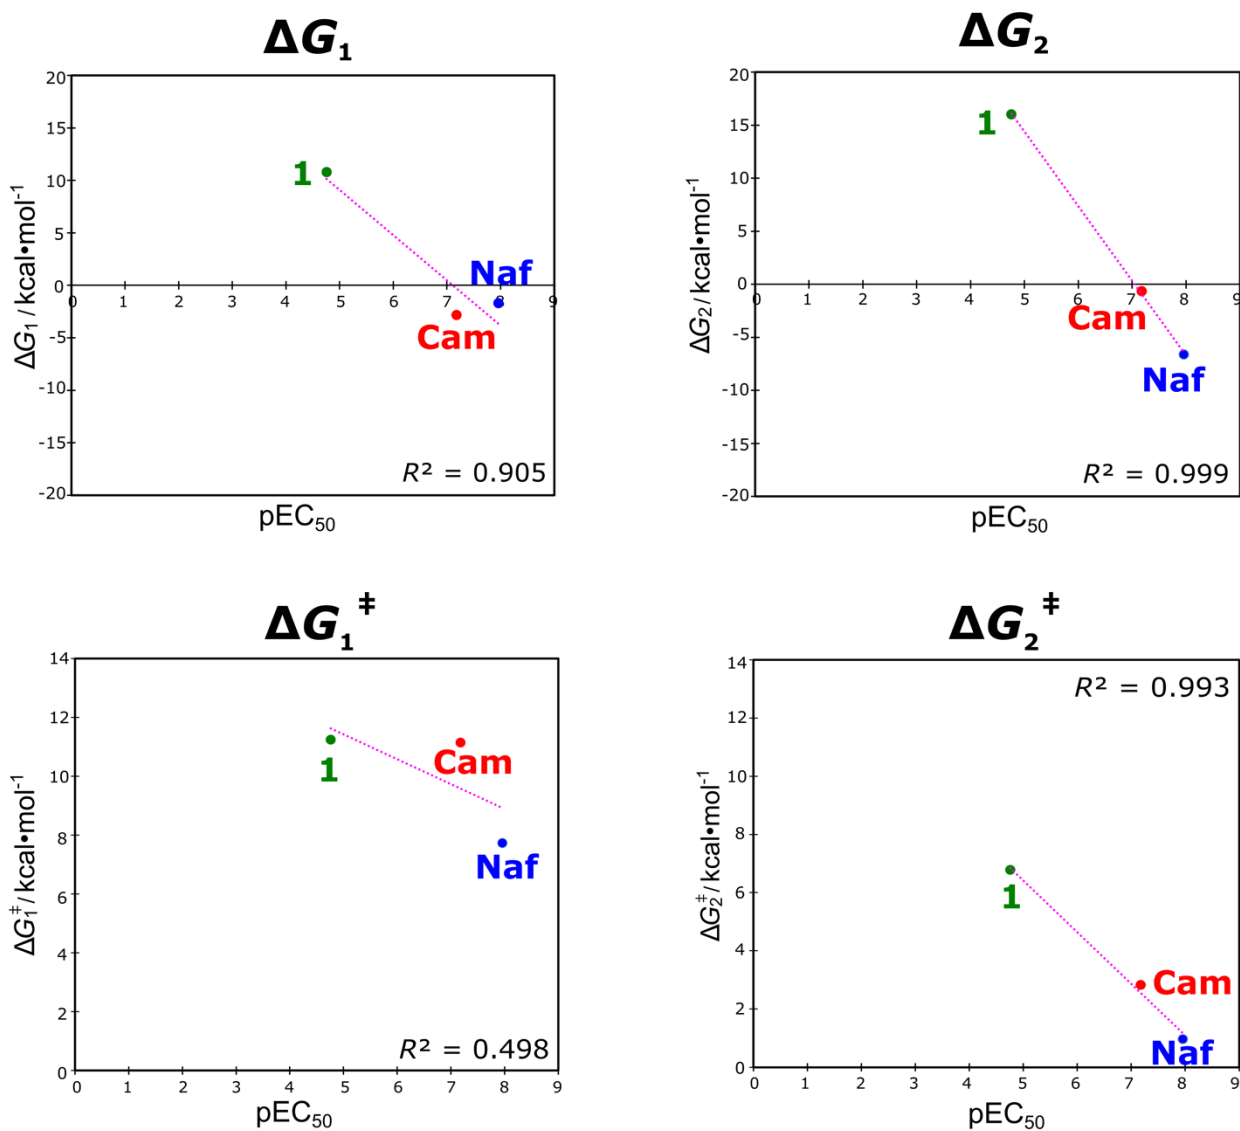 ΔG₁
20
15
10
5
0
-5
-10
-15
-20
0 1 2 3 4 5 6 7 8 9
ΔG₁ / kcal•mol⁻¹
1
Naf
Cam
R² = 0.905
pEC₅₀
ΔG₂
20
15
10
5
0
-5
-10
-15
-20
0 1 2 3 4 5 6 7 8 9
ΔG₂ / kcal•mol⁻¹
1
Cam
Naf
R² = 0.999
pEC₅₀
ΔG₁‡
14
12
10
8
6
4
2
0
0 1 2 3 4 5 6 7 8 9
ΔG₁‡ / kcal•mol⁻¹
1
Cam
Naf
R² = 0.498
pEC₅₀
ΔG₂‡
14
12
10
8
6
4
2
0
0 1 2 3 4 5 6 7 8 9
ΔG₂‡ / kcal•mol⁻¹
R² = 0.993
1
Cam
Naf
pEC₅₀